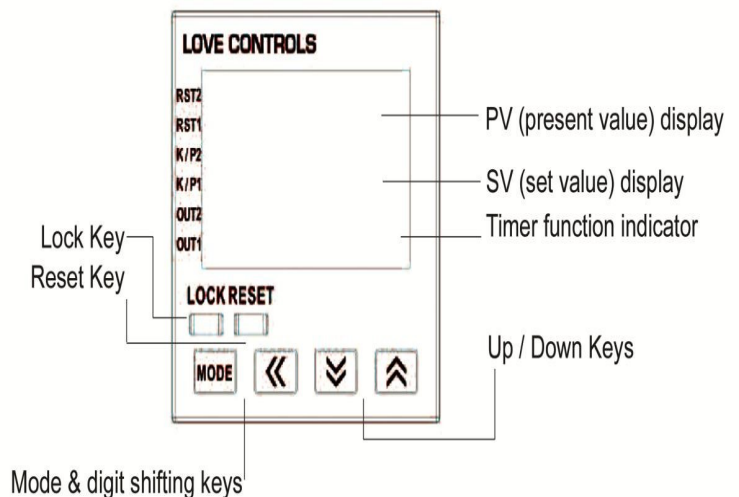 LOVE CONTROLS
RST2
RST1
K/P2
K/P1
OUT2
OUT1
PV (present value) display
SV (set value) display
Timer function indicator
Lock Key
Reset Key
LOCK RESET
MODE
Up / Down Keys
Mode & digit shifting keys